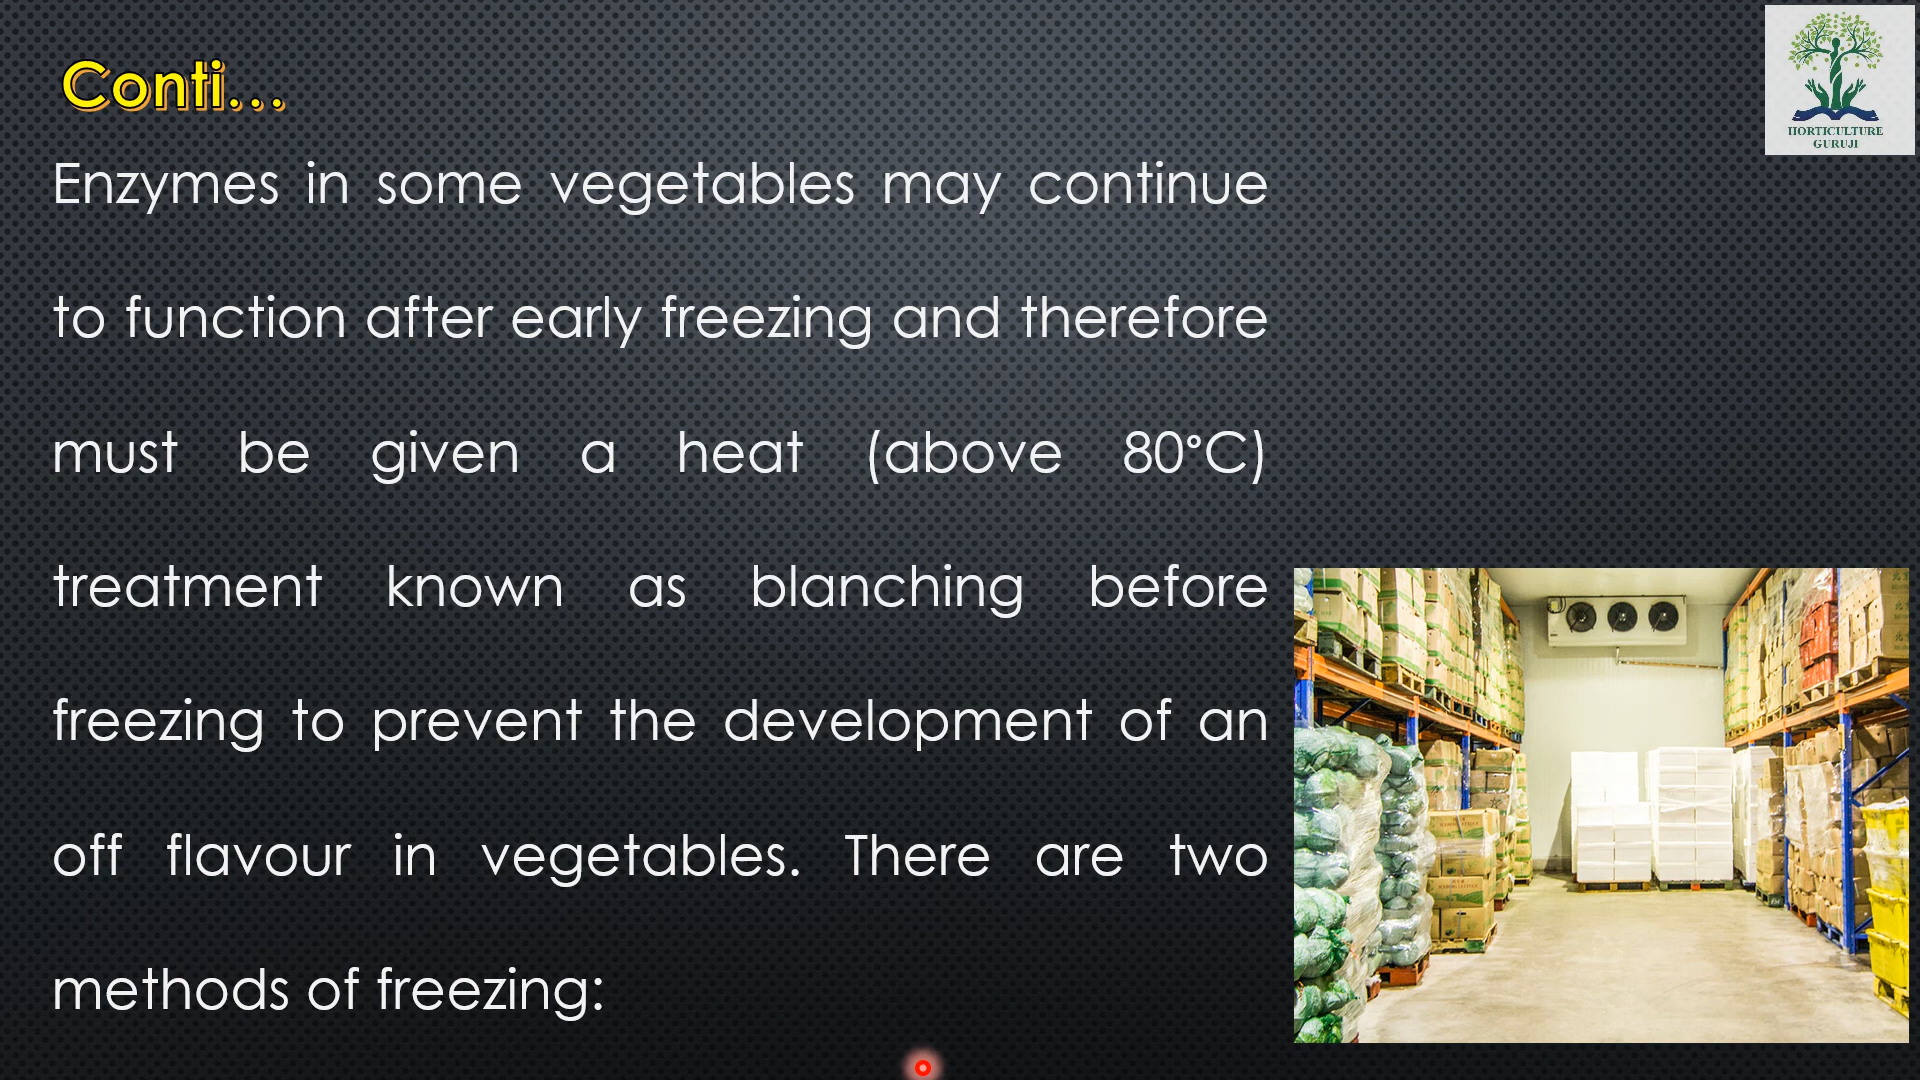 Conti...
HORTICULTURE
GURUJI
Enzymes in some vegetables may continue
to function after early freezing and therefore
must be given a heat (above 80°C)
treatment known as blanching before
freezing to prevent the development of an
off flavour in vegetables. There are two
methods of freezing: